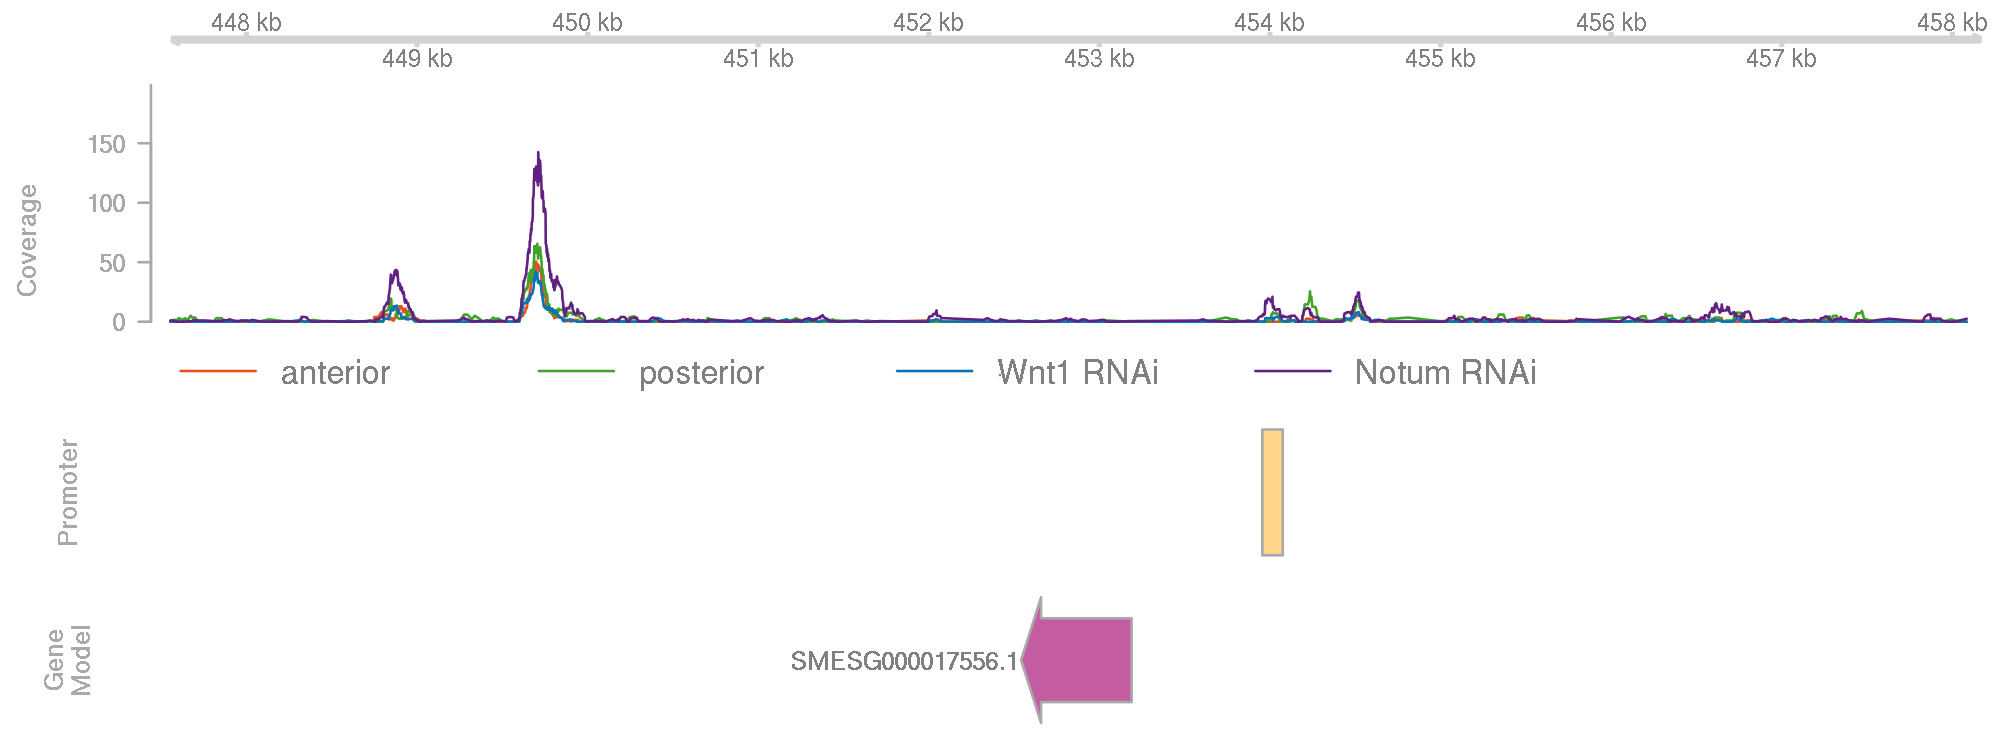 448 kb 450 kb 452 kb 454 kb 456 kb 458 kb
449 kb 451 kb 453 kb 455 kb 457 kb
Coverage
150
100
50
0
anterior posterior Wnt1 RNAi Notum RNAi
Promoter
Gene
Model
SMESG000017556.1